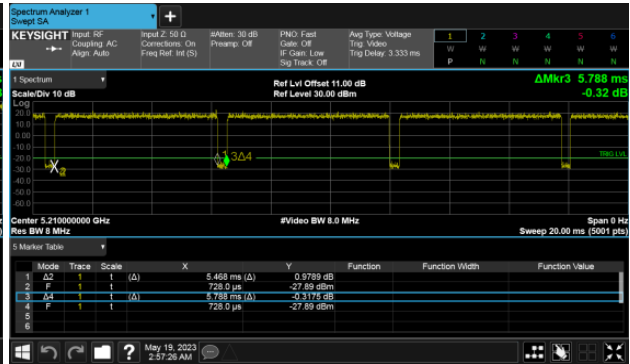 Spectrum Analyzer 1
Swept SA
+
KEYSIGHT Input: RF Input Z: 50 Ω #Atten: 30 dB PNO: Fast Avg Type: Voltage 1 2 3 4 5 6
Coupling: AC Corrections: On Preamp: Off Gate: Off Trig: Video W W W W W W
Align: Auto Freq Ref: Int (S) IF Gain: Low Trig Delay: 3.333 ms P N N N N N
LXI Sig Track: Off
1 Spectrum
Scale/Div 10 dB
Ref Lvl Offset 11.00 dB
Ref Level 30.00 dBm
ΔMkr3 5.788 ms
-0.32 dB
Log
20.0
10.0
0.00
-10.0
-20.0
-30.0
-40.0
-50.0
-60.0
2
1
3Δ4
TRIG LVL
Center 5.210000000 GHz #Video BW 8.0 MHz Span 0 Hz
Res BW 8 MHz Sweep 20.00 ms (5001 pts)
5 Marker Table
Mode Trace Scale X Y Function Function Width Function Value
1 Δ2 1 t (Δ) 5.468 ms (Δ) 0.9789 dB
2 F 1 t 728.0 µs -27.89 dBm
3 Δ4 1 t (Δ) 5.788 ms (Δ) -0.3175 dB
4 F 1 t 728.0 µs -27.89 dBm
5
6
?
May 19, 2023
2:57:26 AM